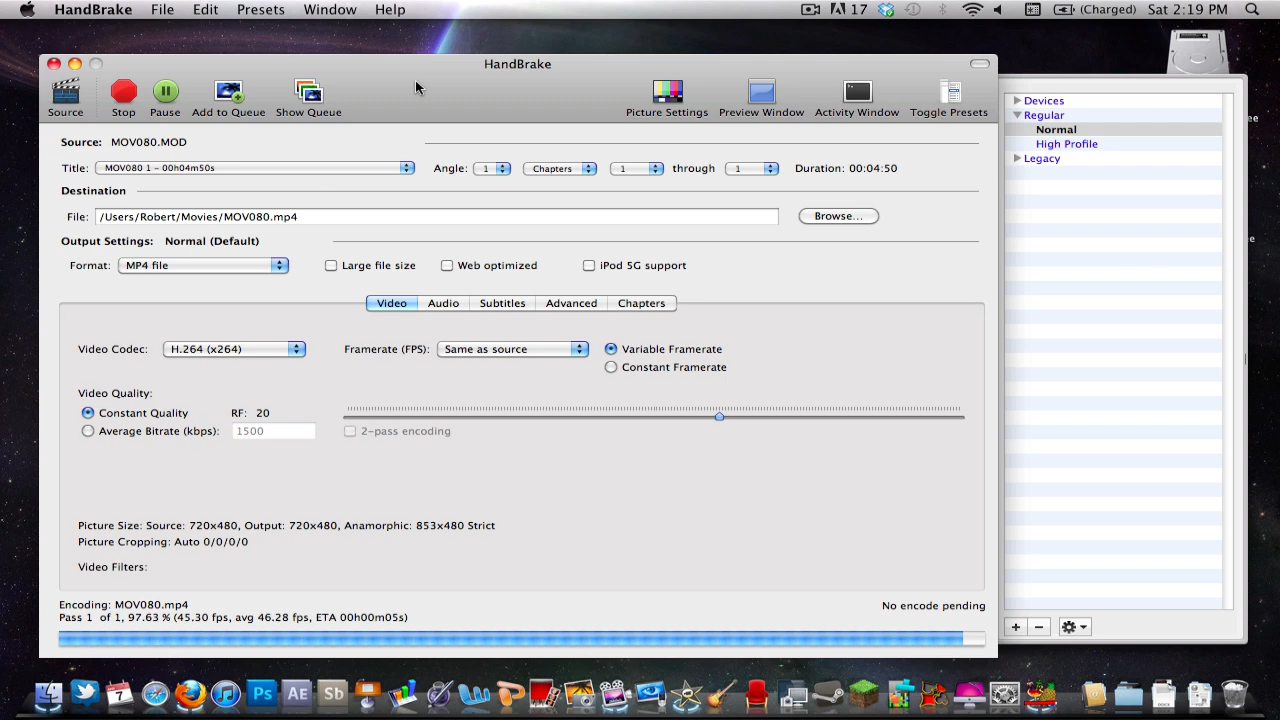 HandBrake File Edit Presets Window Help 17 (Charged) Sat 2:19 PM
HandBrake
Source Stop Pause Add to Queue Show Queue Picture Settings Preview Window Activity Window Toggle Presets
Source: MOV080.MOD
Title: MOV080 1 - 00h04m50s Angle: 1 Chapters 1 through 1 Duration: 00:04:50
Destination
File: /Users/Robert/Movies/MOV080.mp4 Browse...
Output Settings: Normal (Default)
Format: MP4 file Large file size Web optimized iPod 5G support
Video Audio Subtitles Advanced Chapters
Video Codec: H.264 (x264) Framerate (FPS): Same as source Variable Framerate
Constant Framerate
Video Quality:
Constant Quality RF: 20
Average Bitrate (kbps): 1500 2-pass encoding
Picture Size: Source: 720x480, Output: 720x480, Anamorphic: 853x480 Strict
Picture Cropping: Auto 0/0/0/0
Video Filters:
Encoding: MOV080.mp4 No encode pending
Pass 1 of 1, 97.63 % (45.30 fps, avg 46.28 fps, ETA 00h00m05s)
Devices
Regular
Normal
High Profile
Legacy
7 Ps AE Sb